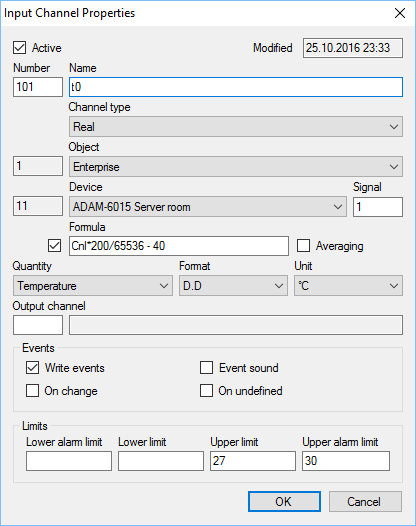 Input Channel Properties
Active Modified 25.10.2016 23:33
Number Name
101 t0
Channel type
Real
Object
1 Enterprise
Device Signal
11 ADAM-6015 Server room 1
Formula
Cnl*200/65536 - 40 Averaging
Quantity Format Unit
Temperature D.D °C
Output channel
Events
Write events Event sound
On change On undefined
Limits
Lower alarm limit Lower limit Upper limit Upper alarm limit
27 30
OK Cancel